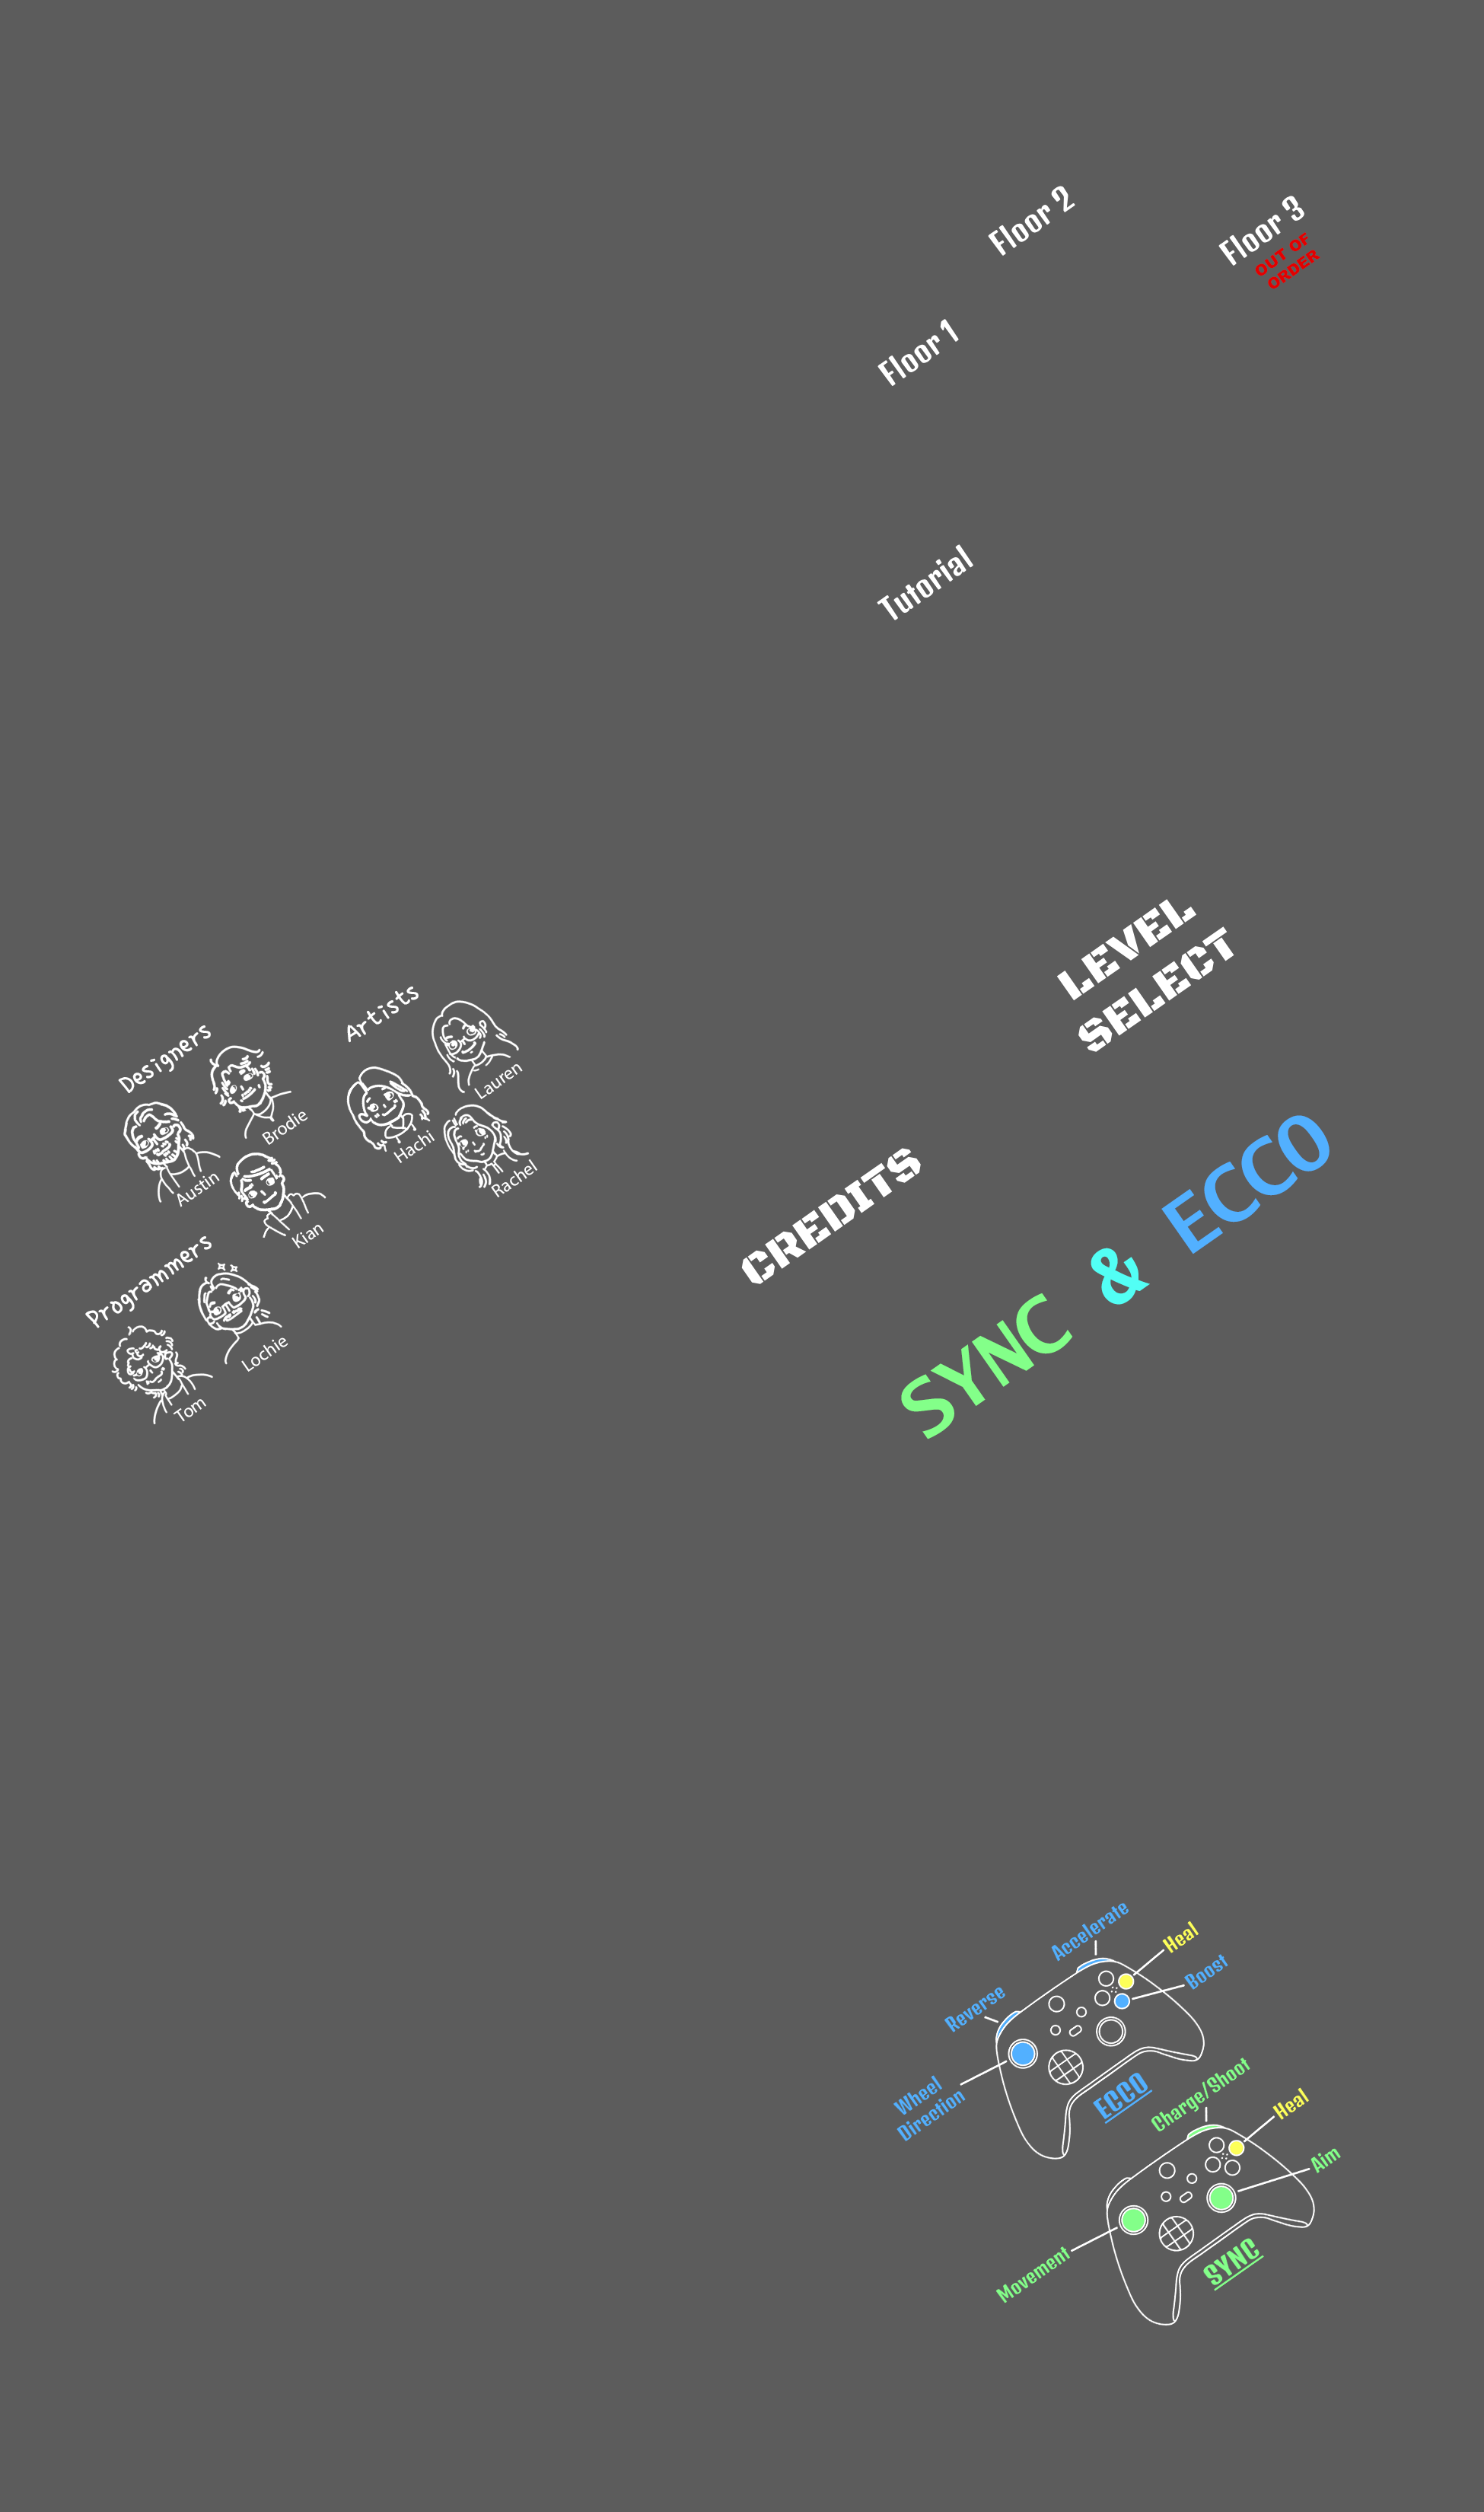 Floor 2
Floor 3
OUT OF
ORDER
Floor 1
Tutorial
LEVEL
SELECT
Designers
Brodie
Austin
Kian
Artists
Lauren
Hachi
Rachel
Programmers
Lochie
Tom
CREDITS
SYNC & ECCO
Accelerate
Heal
Boost
Reverse
Wheel
Direction
ECCO
Charge/Shoot
Heal
Aim
Movement
SYNC